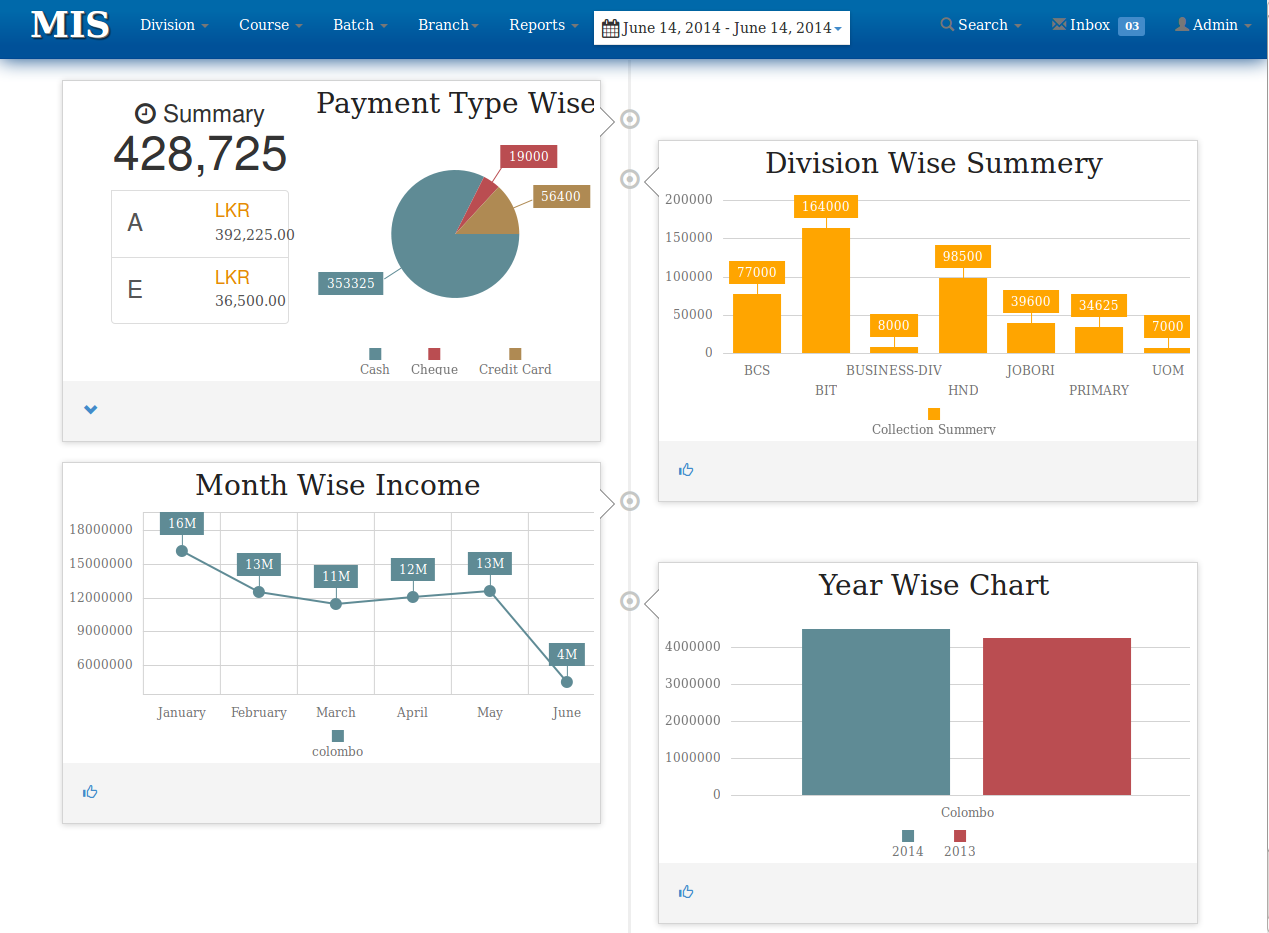 MIS Division Course Batch Branch Reports June 14, 2014 - June 14, 2014 Search Inbox 03 Admin
Summary
428,725
A
LKR
392,225.00
E
LKR
36,500.00
Payment Type Wise
19000
56400
353325
Cash Cheque Credit Card
Division Wise Summery
200000
150000
100000
50000
0
77000
164000
8000
98500
39600
34625
7000
BCS BUSINESS-DIV JOBORI UOM
BIT HND PRIMARY
Collection Summery
Month Wise Income
18000000
15000000
12000000
9000000
6000000
16M
13M
11M
12M
13M
4M
January February March April May June
colombo
Year Wise Chart
4000000
3000000
2000000
1000000
0
Colombo
2014 2013